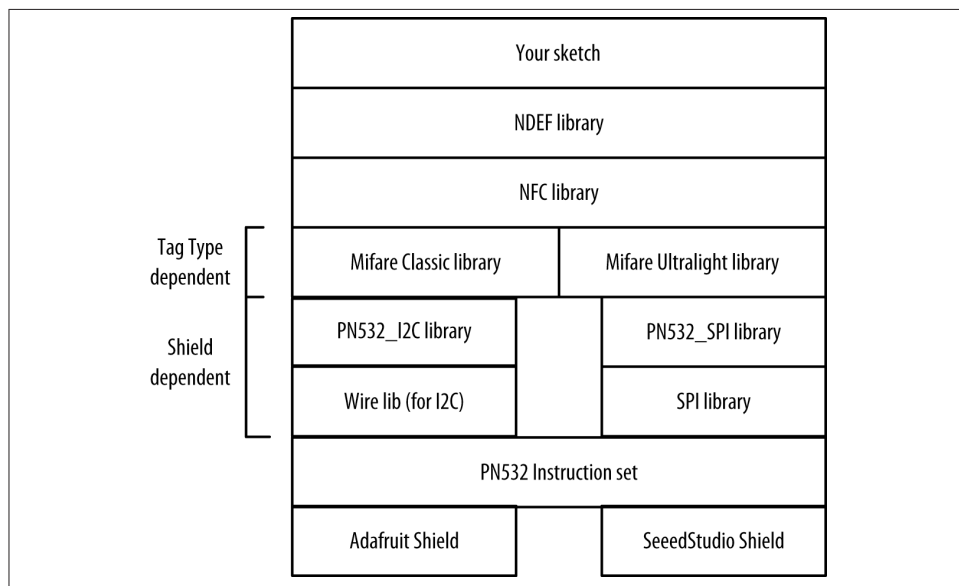 Your sketch
NDEF library
NFC library
Tag Type
dependent
Mifare Classic library
Mifare Ultralight library
Shield
dependent
PN532_I2C library
PN532_SPI library
Wire lib (for I2C)
SPI library
PN532 Instruction set
Adafruit Shield
SeeedStudio Shield